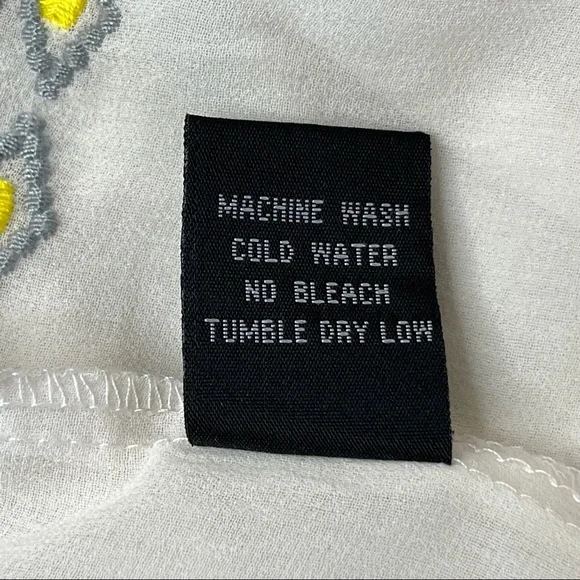 MACHINE WASH
COLD WATER
NO BLEACH
TUMBLE DRY LOW